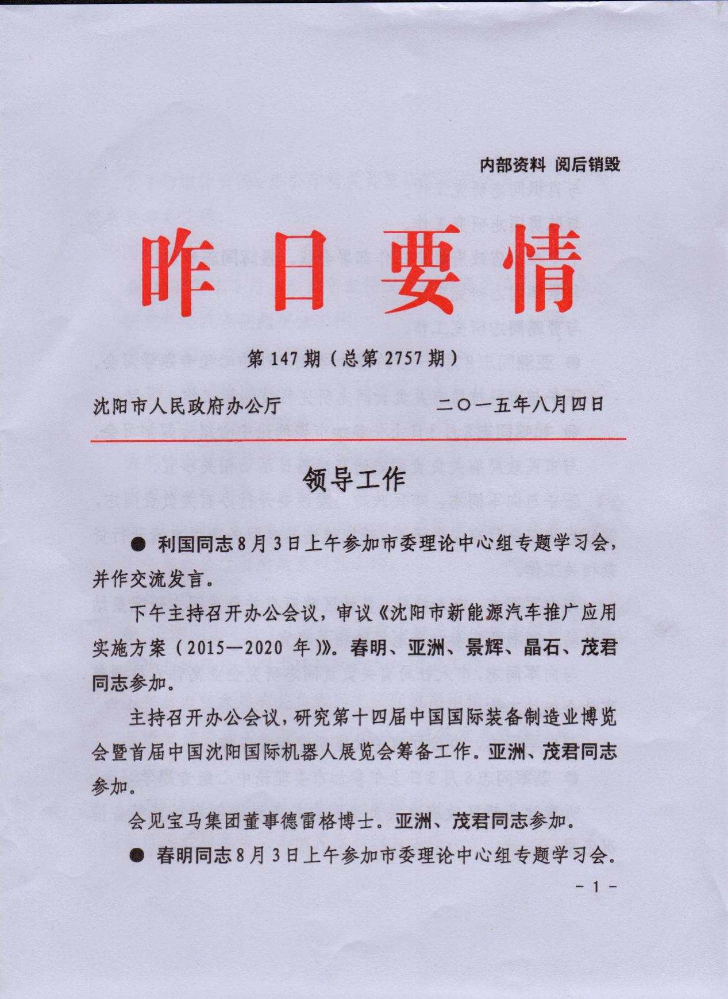 内部资料 阅后销毁
昨日要情
第147期（总第2757期）
沈阳市人民政府办公厅 二〇一五年八月四日
领导工作
● 利国同志8月3日上午参加市委理论中心组专题学习会，
并作交流发言。
下午主持召开办公会议，审议《沈阳市新能源汽车推广应用
实施方案（2015—2020 年）》。春明、亚洲、景辉、晶石、茂君
同志参加。
主持召开办公会议，研究第十四届中国国际装备制造业博览
会暨首届中国沈阳国际机器人展览会筹备工作。亚洲、茂君同志
参加。
会见宝马集团董事德雷格博士。亚洲、茂君同志参加。
● 春明同志8月3日上午参加市委理论中心组专题学习会。
- 1 -